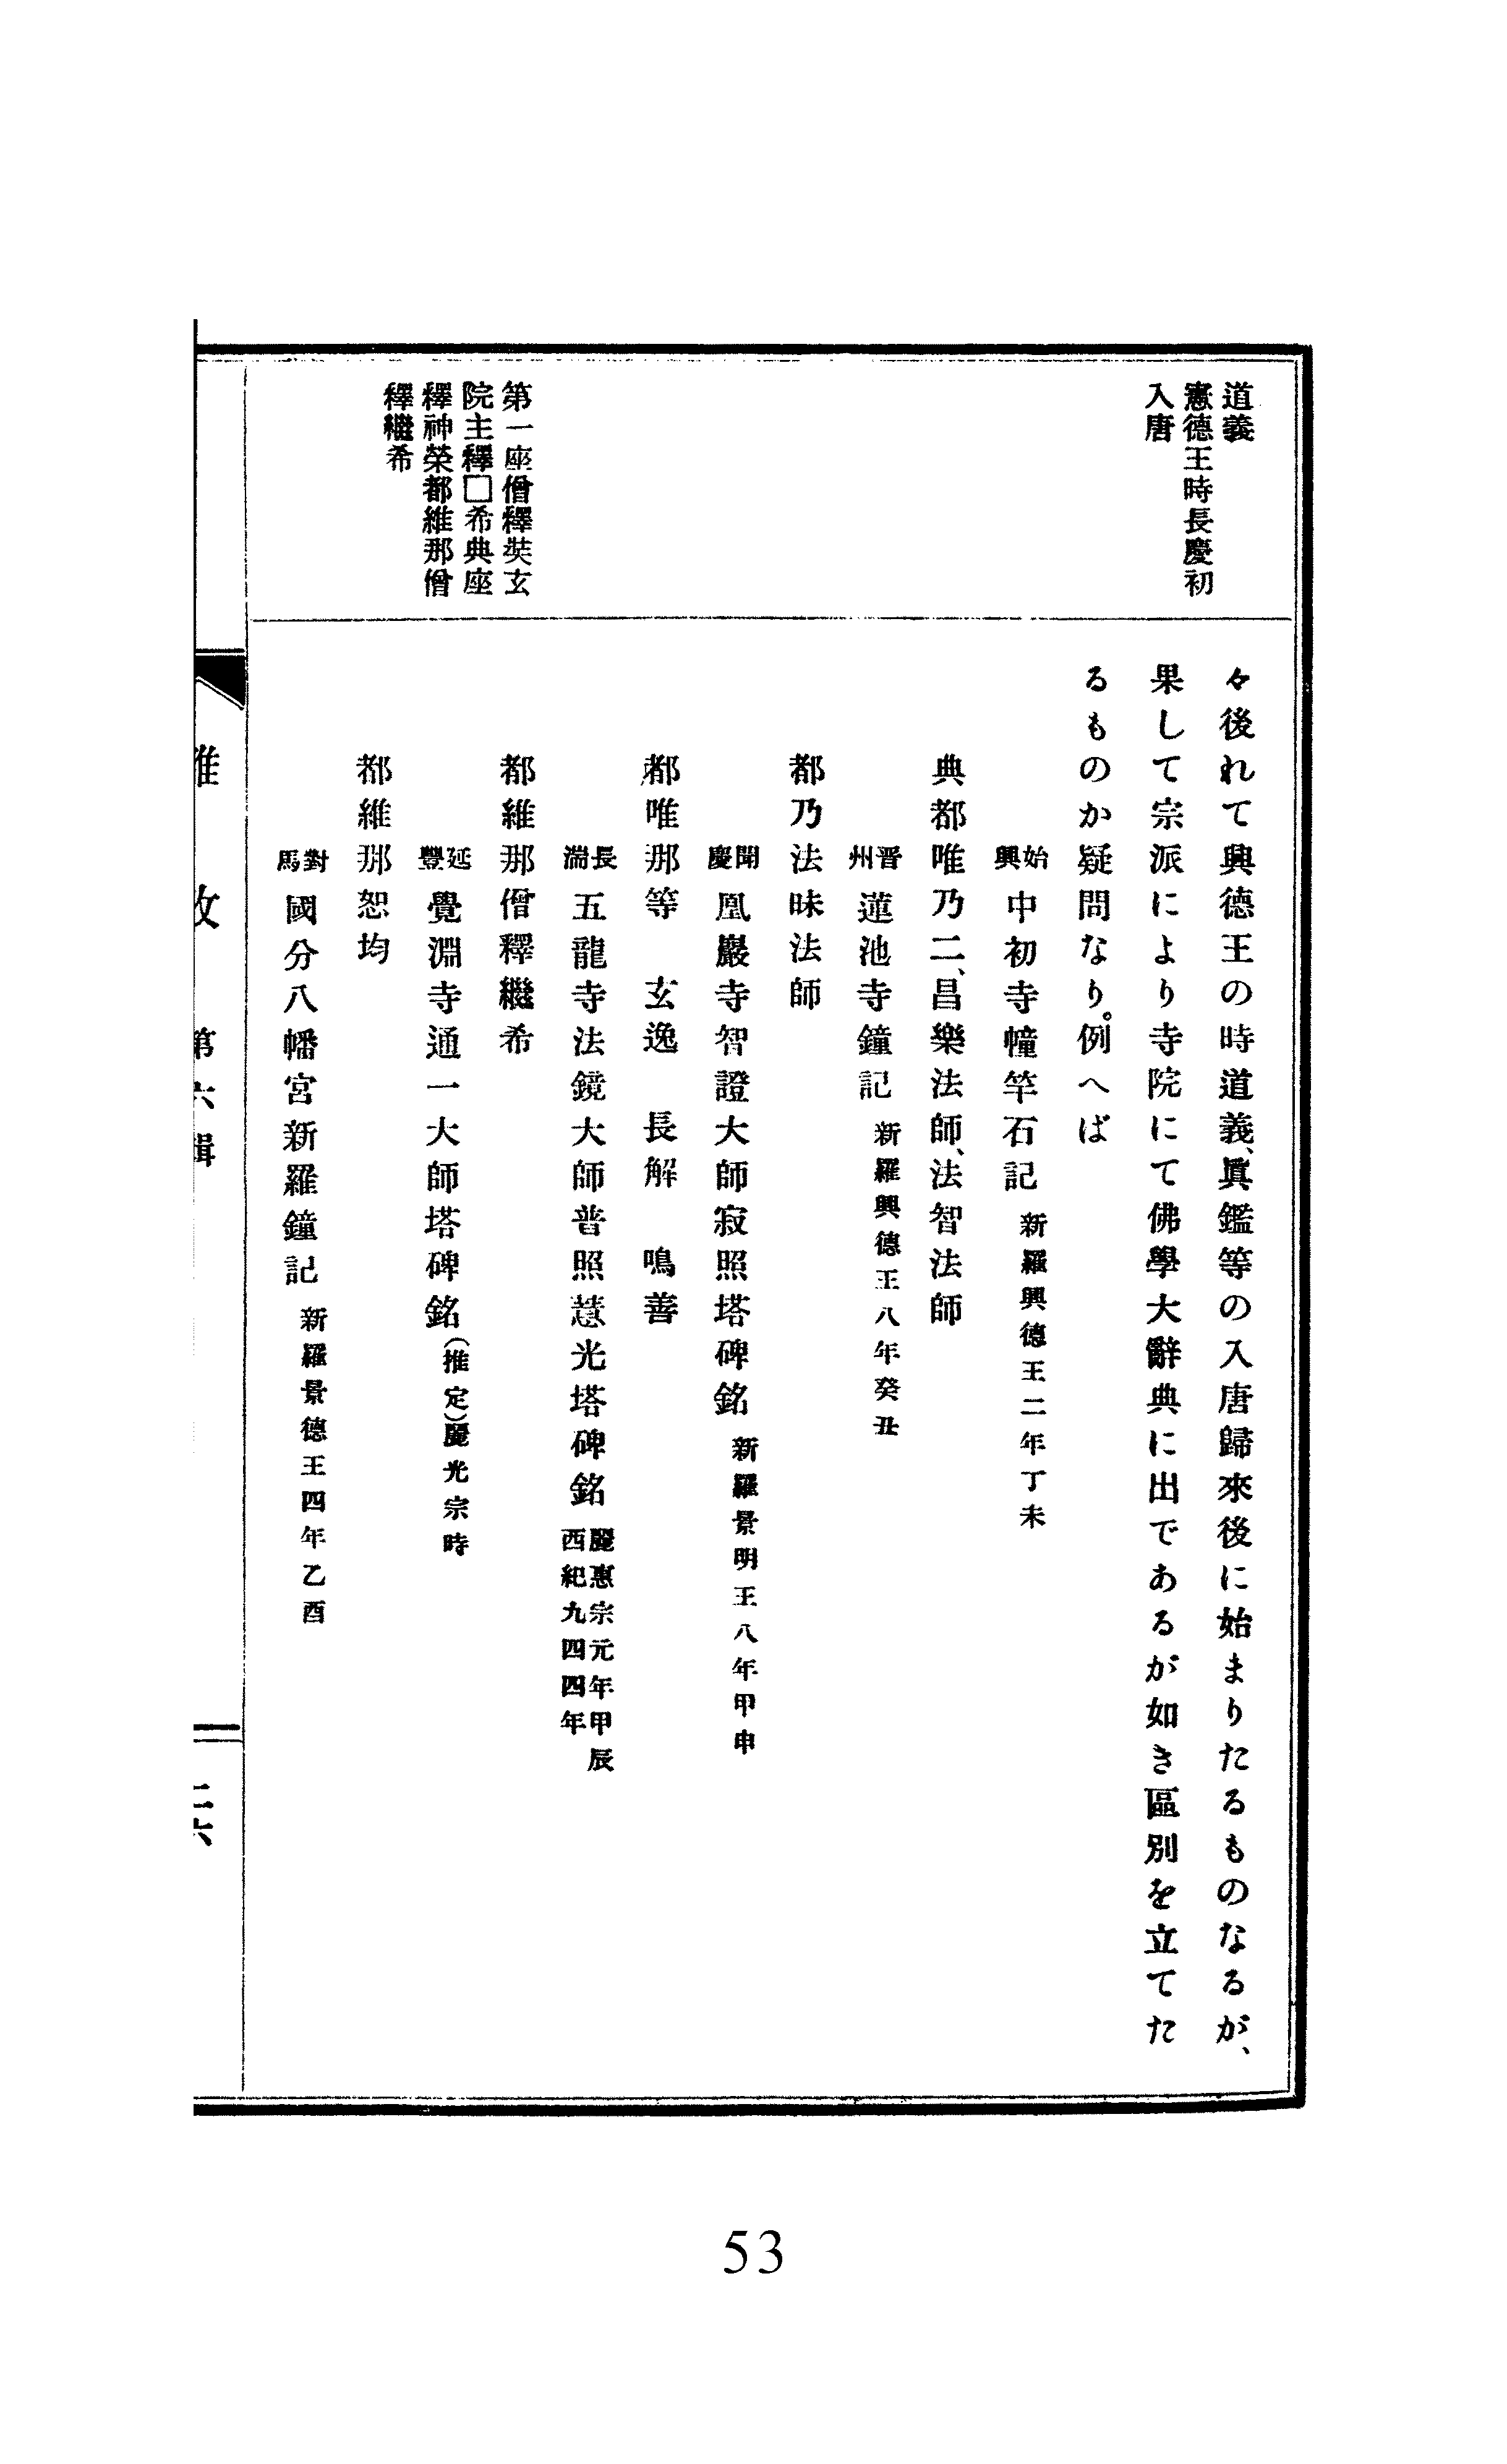 道義
憲德王時長慶初
入唐
第一座僧釋奘玄
院主釋□希典座
釋神榮都維那僧
釋繼希
々後れて興德王の時道義、眞鑑等の入唐歸來後に始まりたるものなるが、
果して宗派により寺院にて佛學大辭典に出であるが如き區別を立てた
るものか疑問なり。例へば
始興 中初寺幢竿石記 新羅興德王二年丁未
典都唯乃二、昌樂法師、法智法師
晋州 蓮池寺鐘記 新羅興德王八年癸丑
都乃法昧法師
聞慶 鳳巖寺智證大師寂照塔碑銘 新羅景明王八年甲申
都唯那等 玄逸 長解 鳴善
長湍 五龍寺法鏡大師普照慧光塔碑銘 麗惠宗元年甲辰
西紀九四四年
都維那僧釋繼希
延豐 覺淵寺通一大師塔碑銘(推定)麗光宗時
都維那恕均
對馬 國分八幡宮新羅鐘記 新羅景德王四年乙酉
第六輯
二六
53